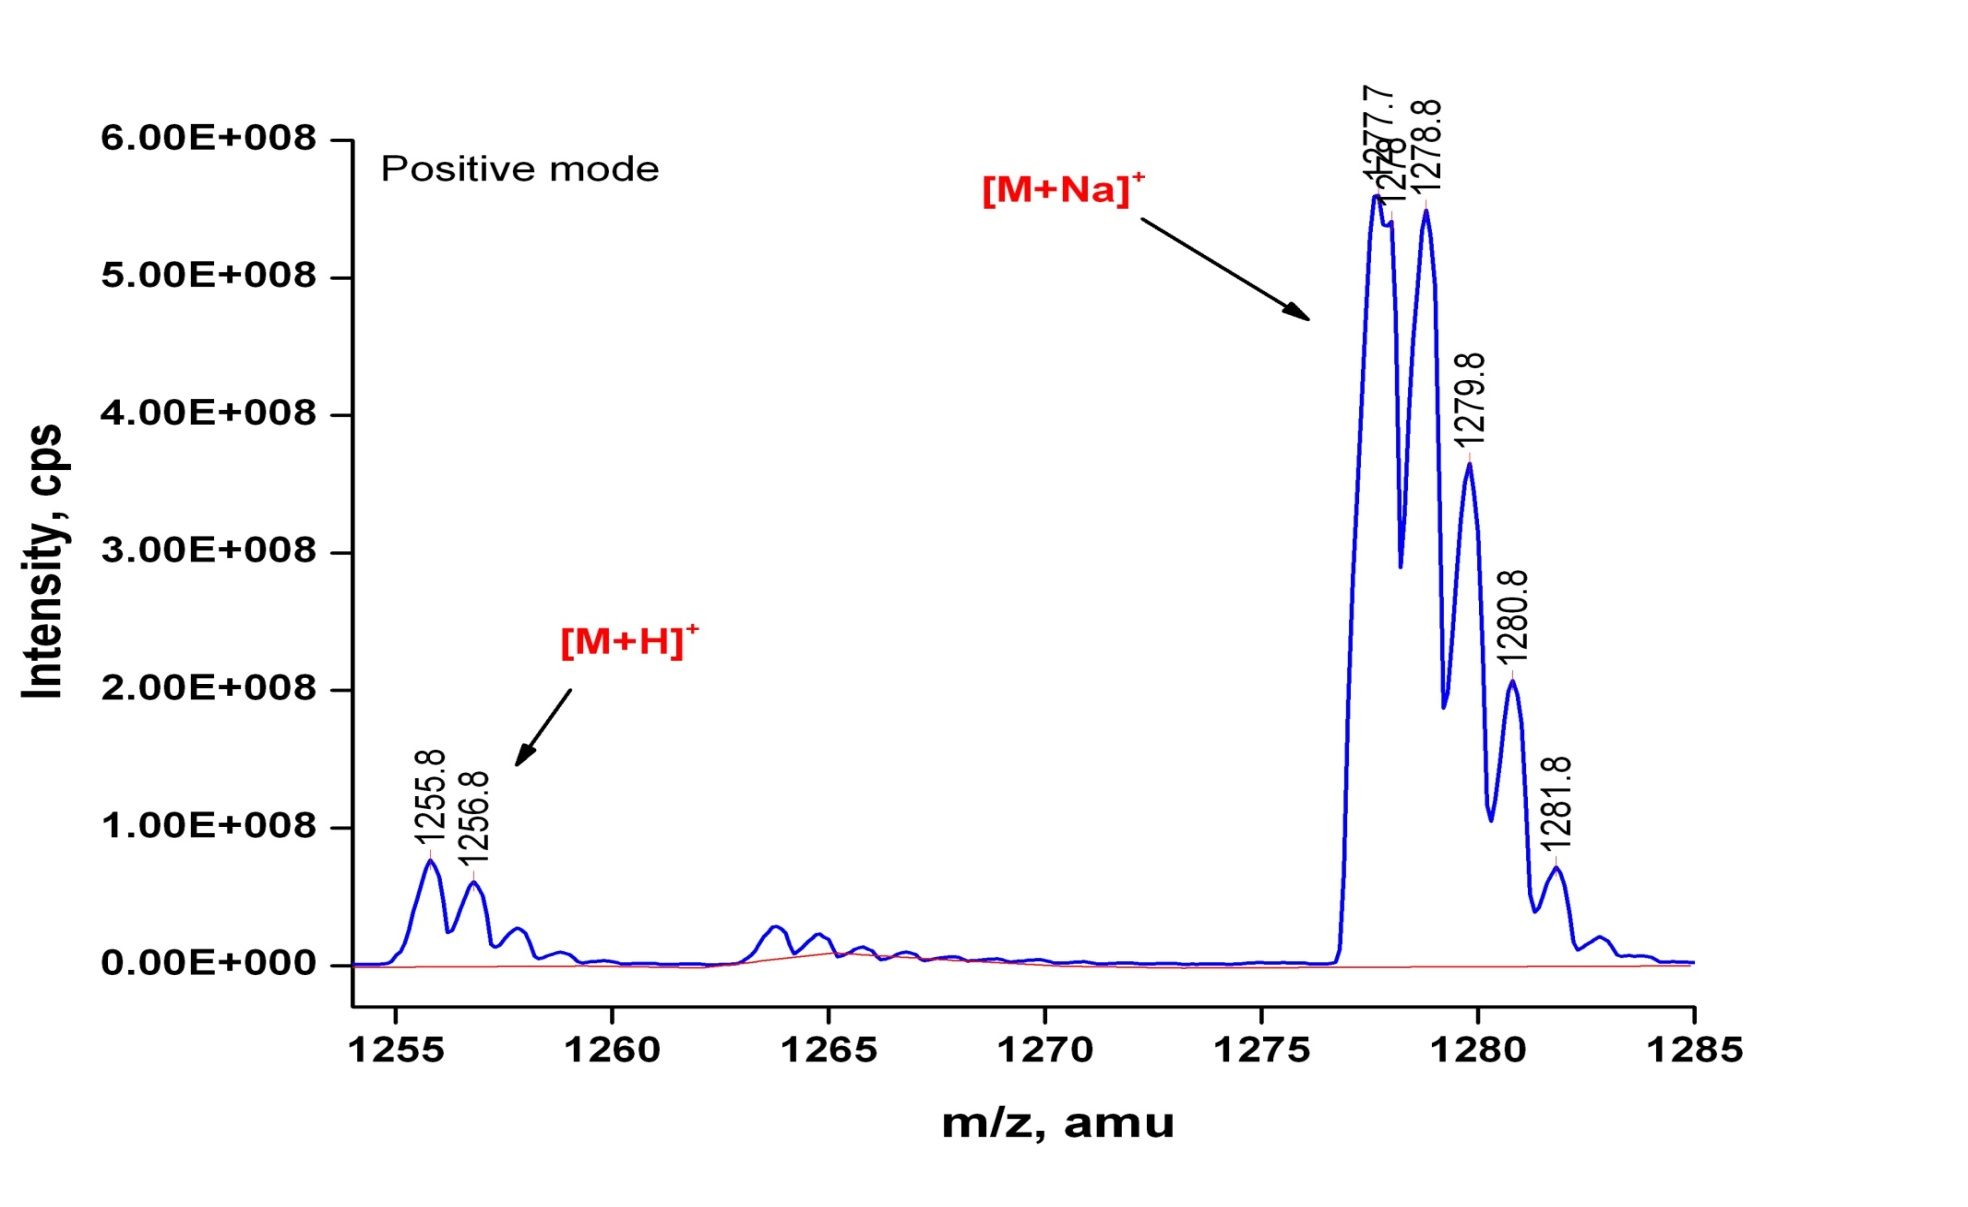 Positive mode
[M+Na]+
[M+H]+
1277.7
1278
1278.8
1279.8
1280.8
1281.8
1255.8
1256.8
6.00E+008
5.00E+008
4.00E+008
3.00E+008
2.00E+008
1.00E+008
0.00E+000
Intensity, cps
1255 1260 1265 1270 1275 1280 1285
m/z, amu